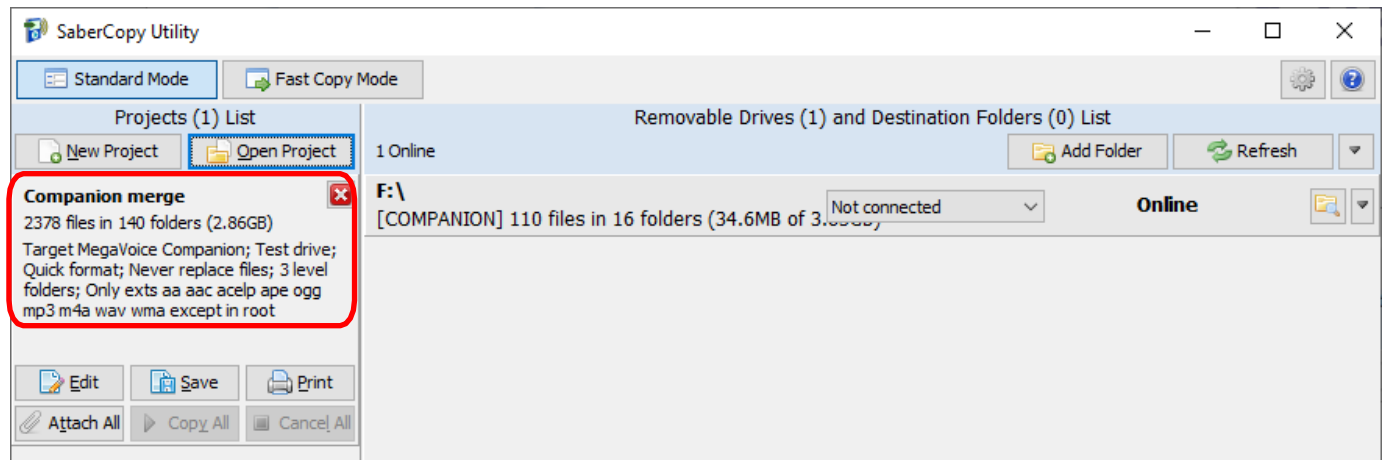 SaberCopy Utility
Standard Mode
Fast Copy Mode
Projects (1) List
Removable Drives (1) and Destination Folders (0) List
New Project
Open Project
1 Online
Add Folder
Refresh
Companion merge
2378 files in 140 folders (2.86GB)
Target MegaVoice Companion; Test drive;
Quick format; Never replace files; 3 level
folders; Only exts aa aac acelp ape ogg
mp3 m4a wav wma except in root
F:\
[COMPANION] 110 files in 16 folders (34.6MB of
Not connected
Online
Edit
Save
Print
Attach All
Copy All
Cancel All